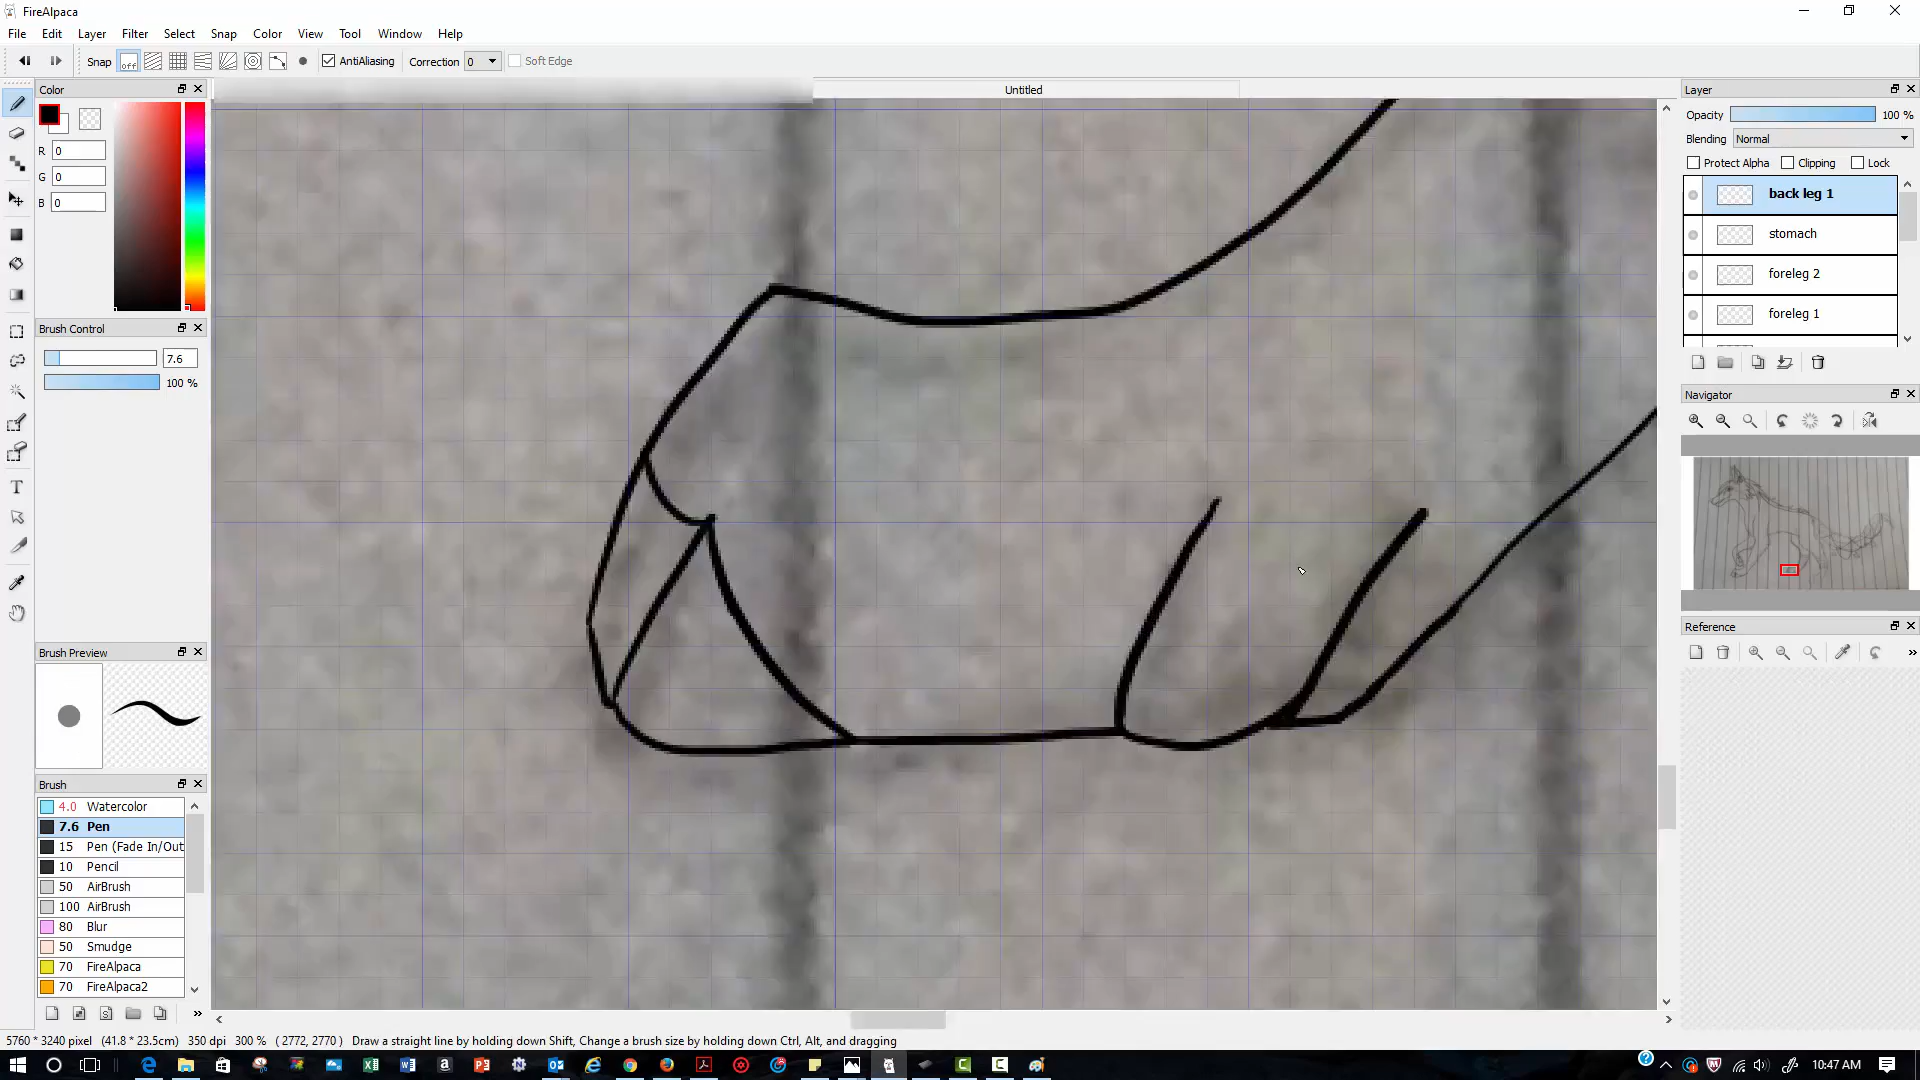 FireAlpaca
File Edit Layer Filter Select Snap Color View Tool Window Help
Snap off AntiAliasing Correction 0 Soft Edge
Color
Untitled
Layer
R 0
G 0
B 0
Opacity 100 %
Blending Normal
Protect Alpha Clipping Lock
back leg 1
stomach
foreleg 2
foreleg 1
Brush Control
7.6
100 %
Navigator
Reference
Brush Preview
Brush
4.0 Watercolor
7.6 Pen
15 Pen (Fade In/Out
10 Pencil
50 AirBrush
100 AirBrush
80 Blur
50 Smudge
70 FireAlpaca
70 FireAlpaca2
5760 * 3240 pixel (41.8 * 23.5cm) 350 dpi 300 % ( 2772, 2770 ) Draw a straight line by holding down Shift, Change a brush size by holding down Ctrl, Alt, and dragging
10:47 AM